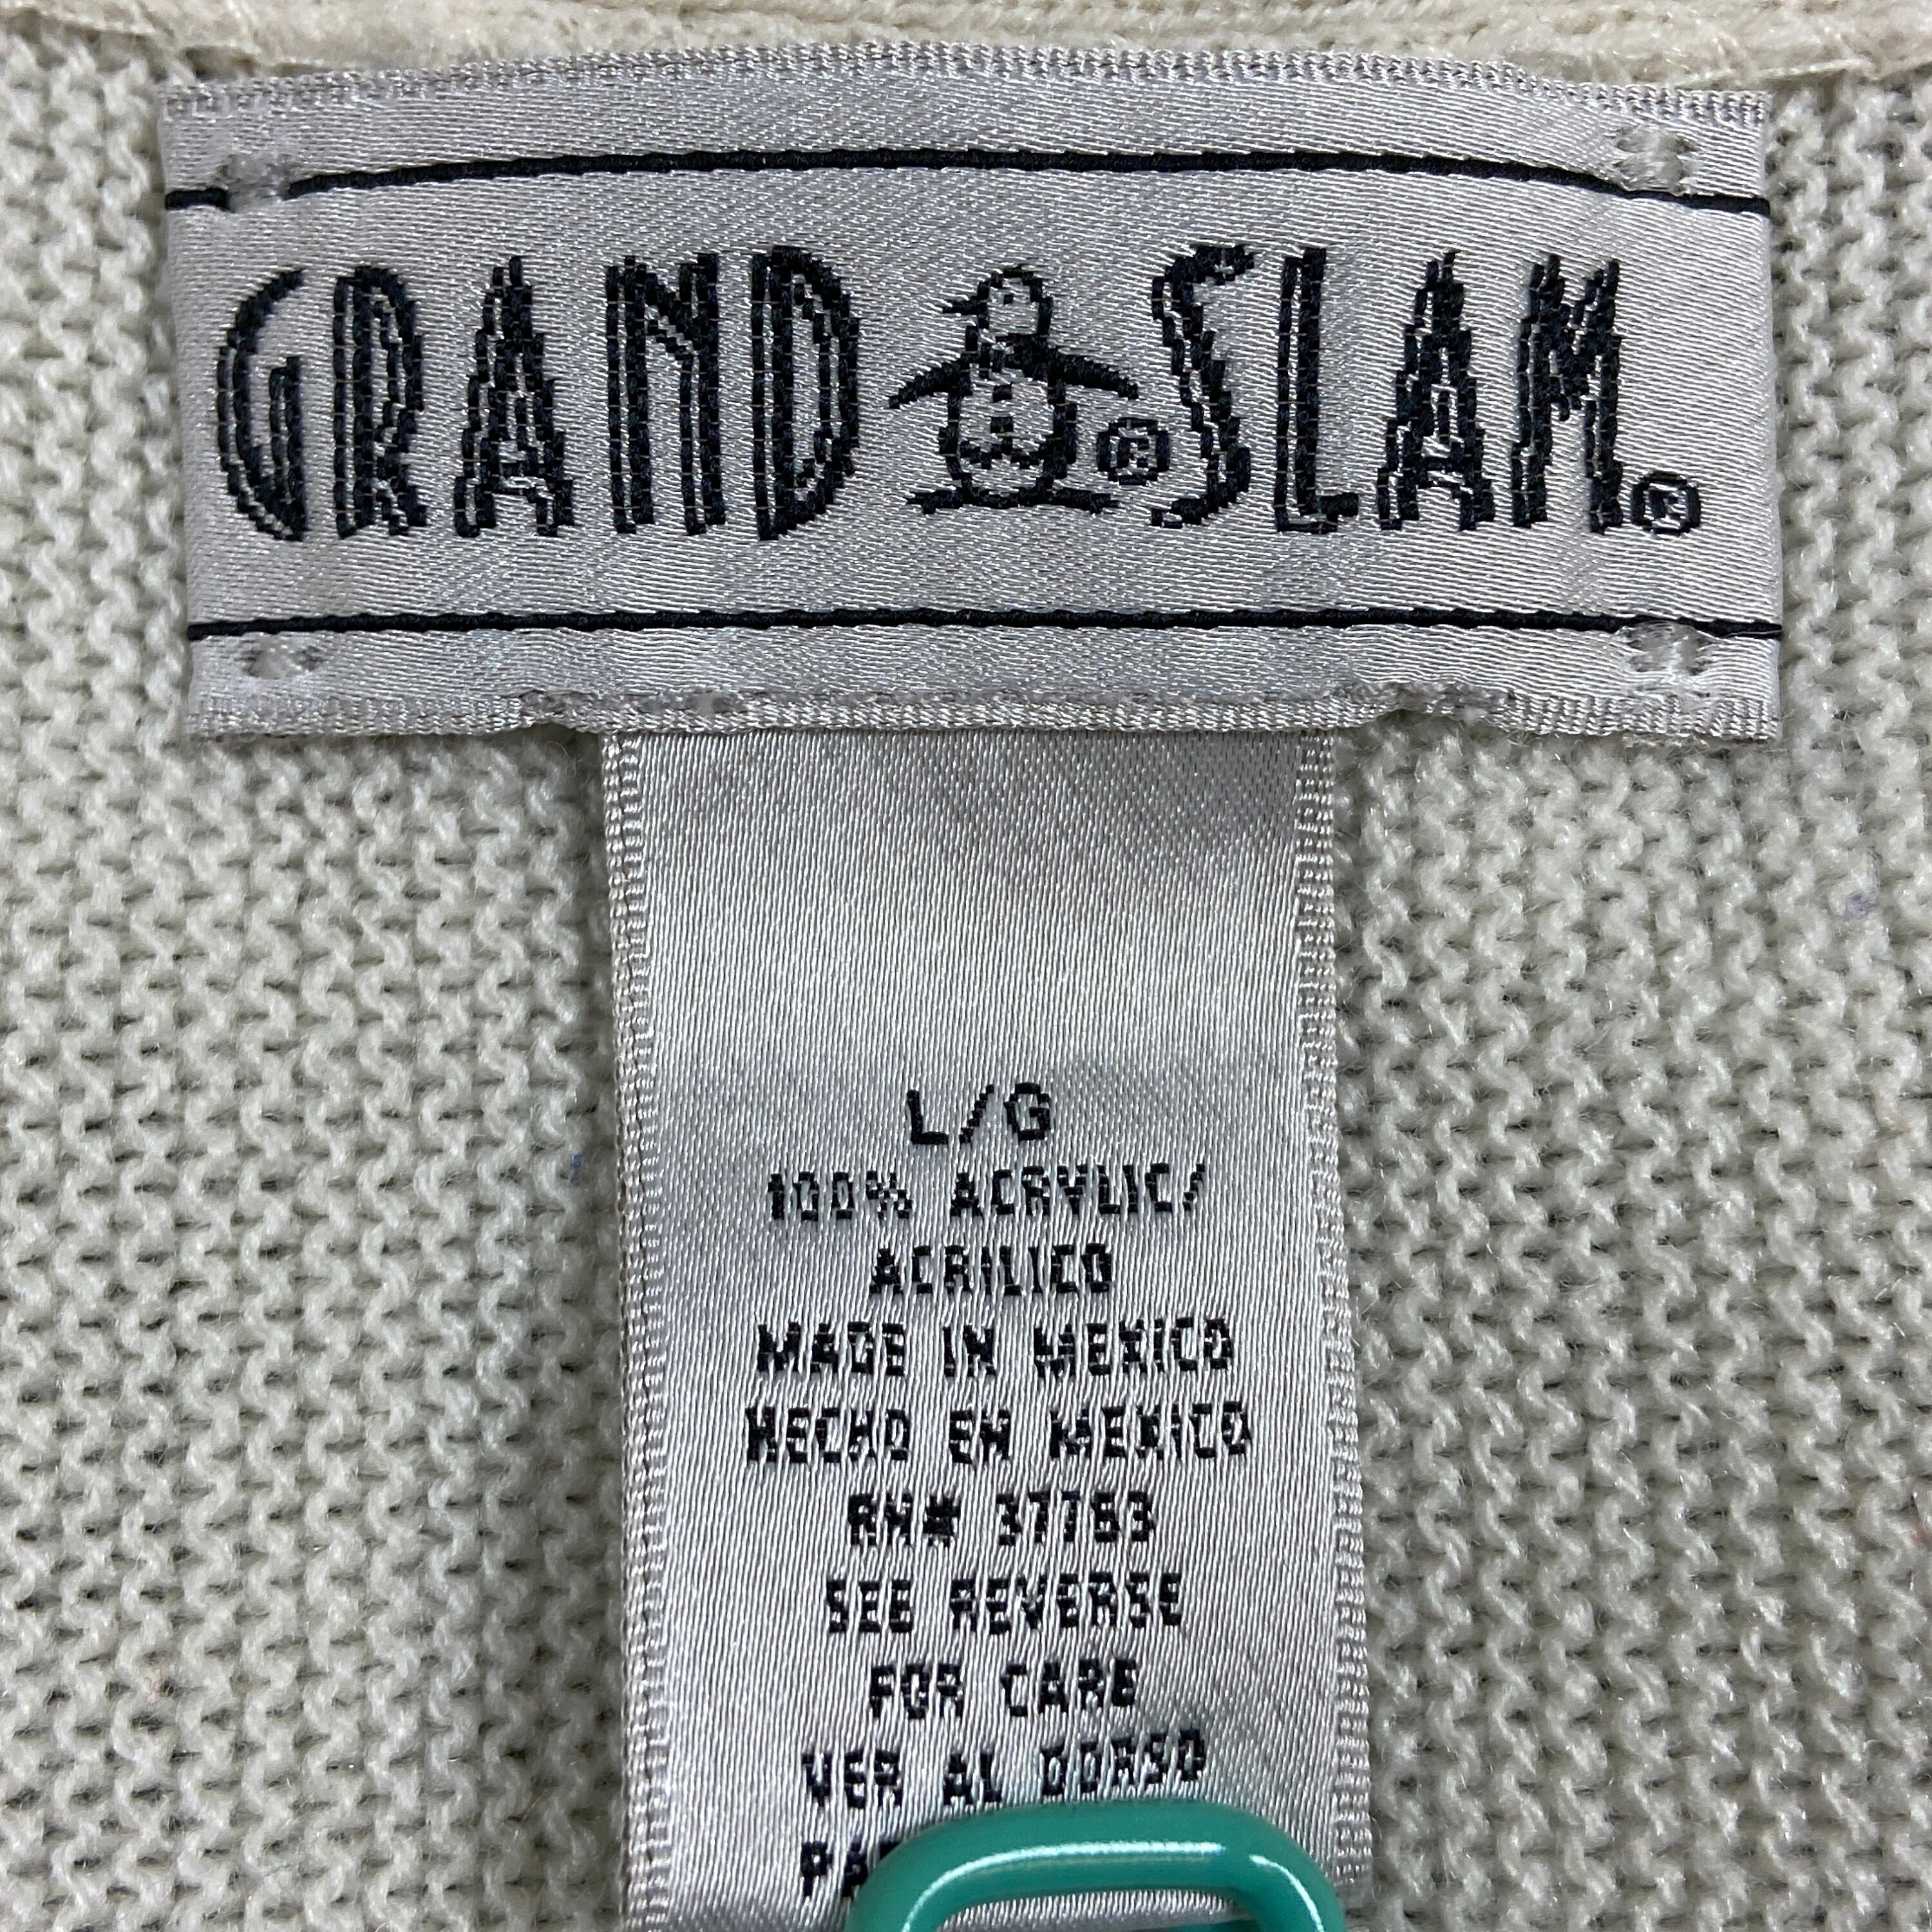 GRAND ® SLAM®
L/G
100% ACRYLIC/
ACRILICO
MADE IN MEXICO
HECHO EN MEXICO
RN# 37763
SEE REVERSE
FOR CARE
VER AL DORSO